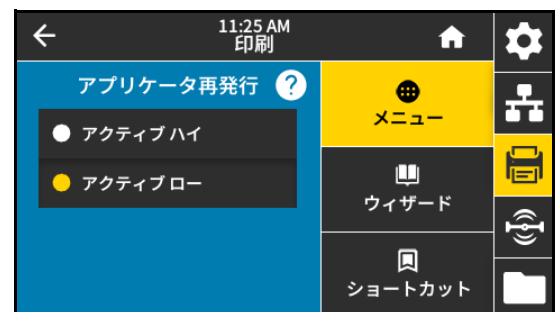 11:25 AM
印刷
アプリケータ再発行 ?
アクティブ ハイ
アクティブ ロー
メニュー
ウィザード
ショートカット